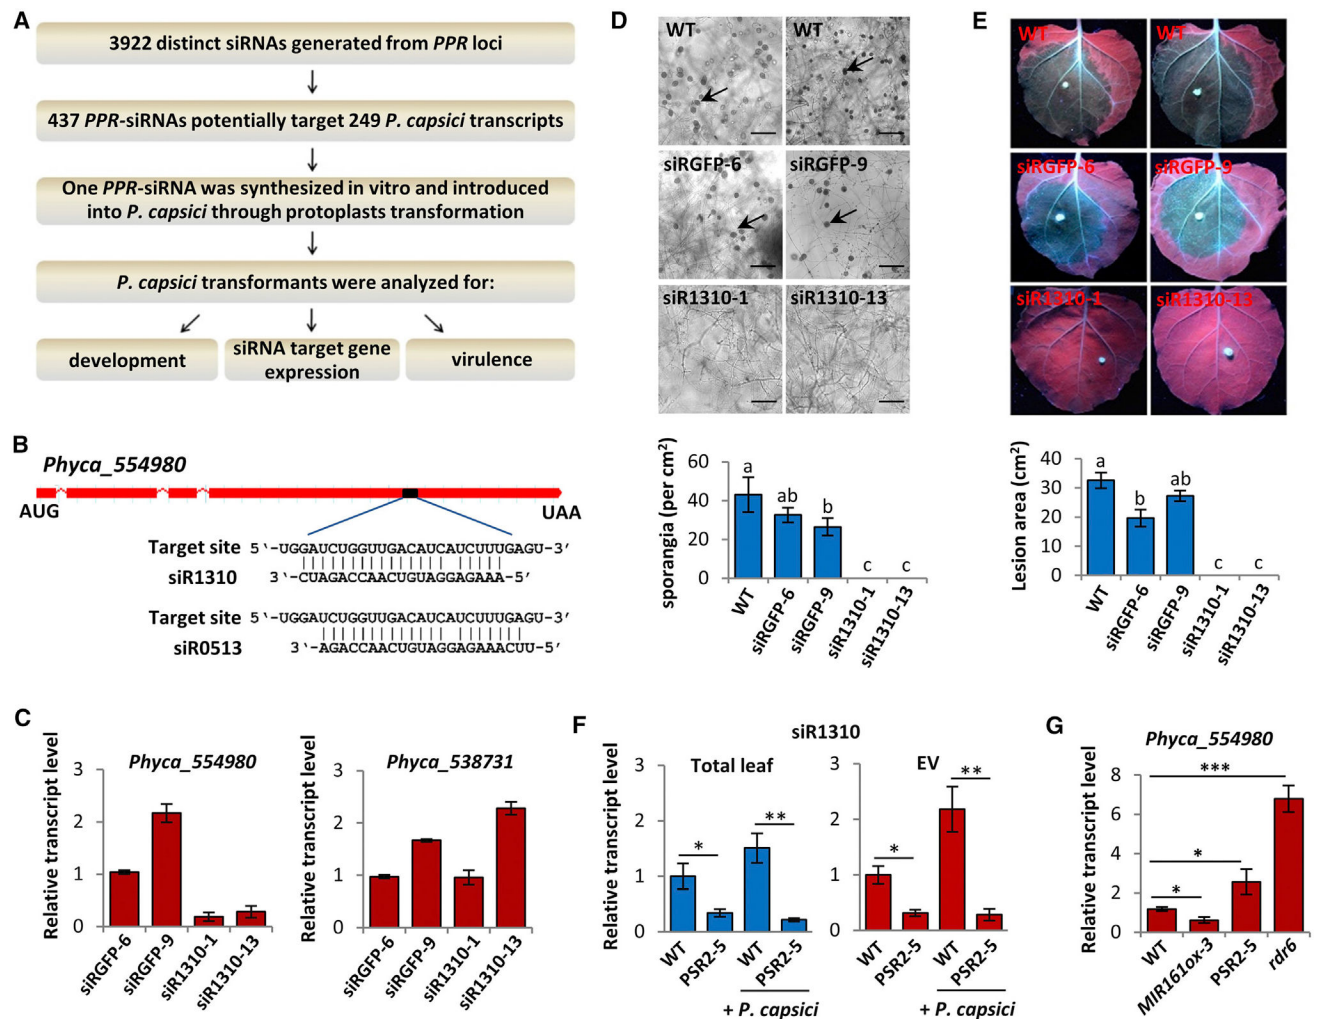 A
3922 distinct siRNAs generated from PPR loci
437 PPR-siRNAs potentially target 249 P. capsici transcripts
One PPR-siRNA was synthesized in vitro and introduced
into P. capsici through protoplasts transformation
P. capsici transformants were analyzed for:
development
siRNA target gene
expression
virulence
B
Phyca_554980
AUG
UAA
Target site 5'-UGGAUCUGGUUGACAUCAUCUUUGAGU-3'
siR1310 3'-CUAGACCAACUGUAGGAGAAA-5'
Target site 5'-UGGAUCUGGUUGACAUCAUCUUUGAGU-3'
siR0513 3'-AGACCAACUGUAGGAGAAACUU-5'
C
Phyca_554980
Relative transcript level
3
2
1
0
siRGFP-6
siRGFP-9
siR1310-1
siR1310-13
Phyca_538731
Relative transcript level
3
2
1
0
siRGFP-6
siRGFP-9
siR1310-1
siR1310-13
D
WT
WT
siRGFP-6
siRGFP-9
siR1310-1
siR1310-13
sporangia (per cm2)
60
40
20
0
a
ab
b
c
c
WT
siRGFP-6
siRGFP-9
siR1310-1
siR1310-13
E
WT
WT
siRGFP-6
siRGFP-9
siR1310-1
siR1310-13
Lesion area (cm2)
40
30
20
10
0
a
b
ab
c
c
WT
siRGFP-6
siRGFP-9
siR1310-1
siR1310-13
F
siR1310
Total leaf
Relative transcript level
3
2
1
0
*
**
WT
PSR2-5
WT
PSR2-5
+ P. capsici
EV
Relative transcript level
3
2
1
0
*
**
WT
PSR2-5
WT
PSR2-5
+ P. capsici
G
Phyca_554980
Relative transcript level
8
6
4
2
0
***
*
*
WT
MIR161ox-3
PSR2-5
rdr6